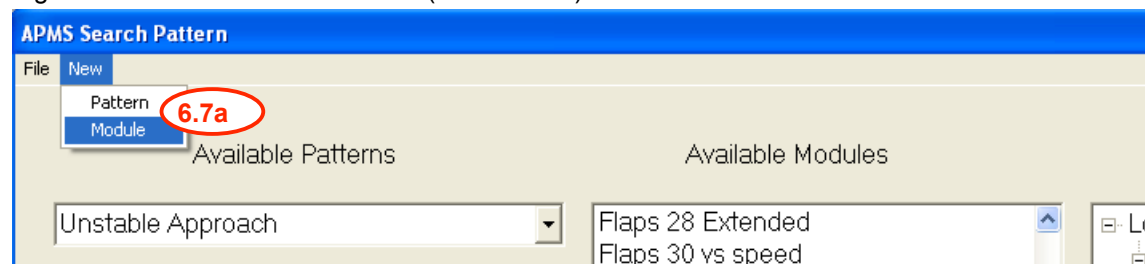 APMS Search Pattern
File New
Pattern
6.7a
Module
Available Patterns
Available Modules
Unstable Approach
Flaps 28 Extended
Flaps 30 vs speed